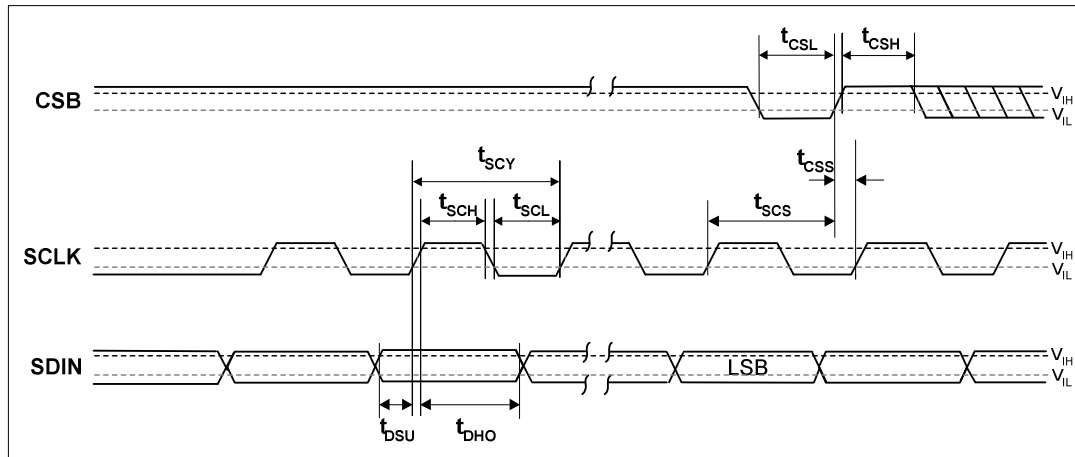 tCSL
tCSH
CSB
VIH
VIL
tSCY
tCSS
tSCH
tSCL
tSCS
SCLK
VIH
VIL
SDIN
LSB
VIH
VIL
tDSU
tDHO